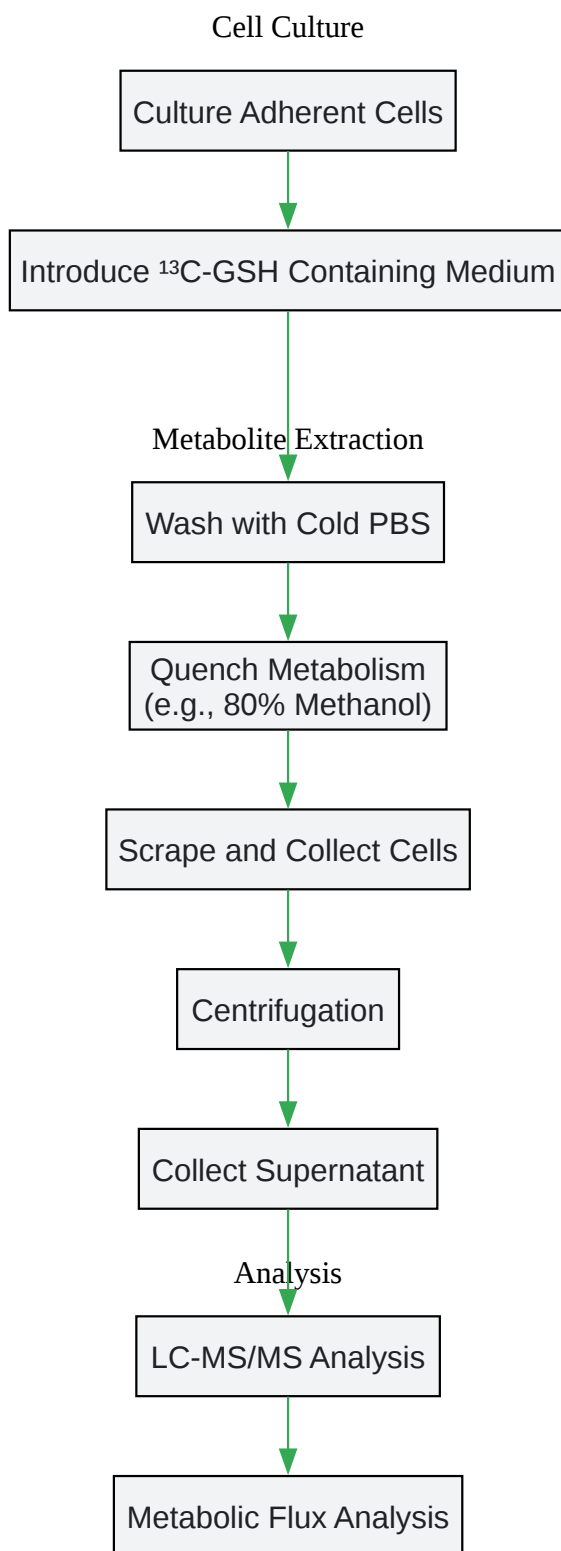 Cell Culture
Culture Adherent Cells
Introduce ¹³C-GSH Containing Medium
Metabolite Extraction
Wash with Cold PBS
Quench Metabolism
(e.g., 80% Methanol)
Scrape and Collect Cells
Centrifugation
Collect Supernatant
Analysis
LC-MS/MS Analysis
Metabolic Flux Analysis